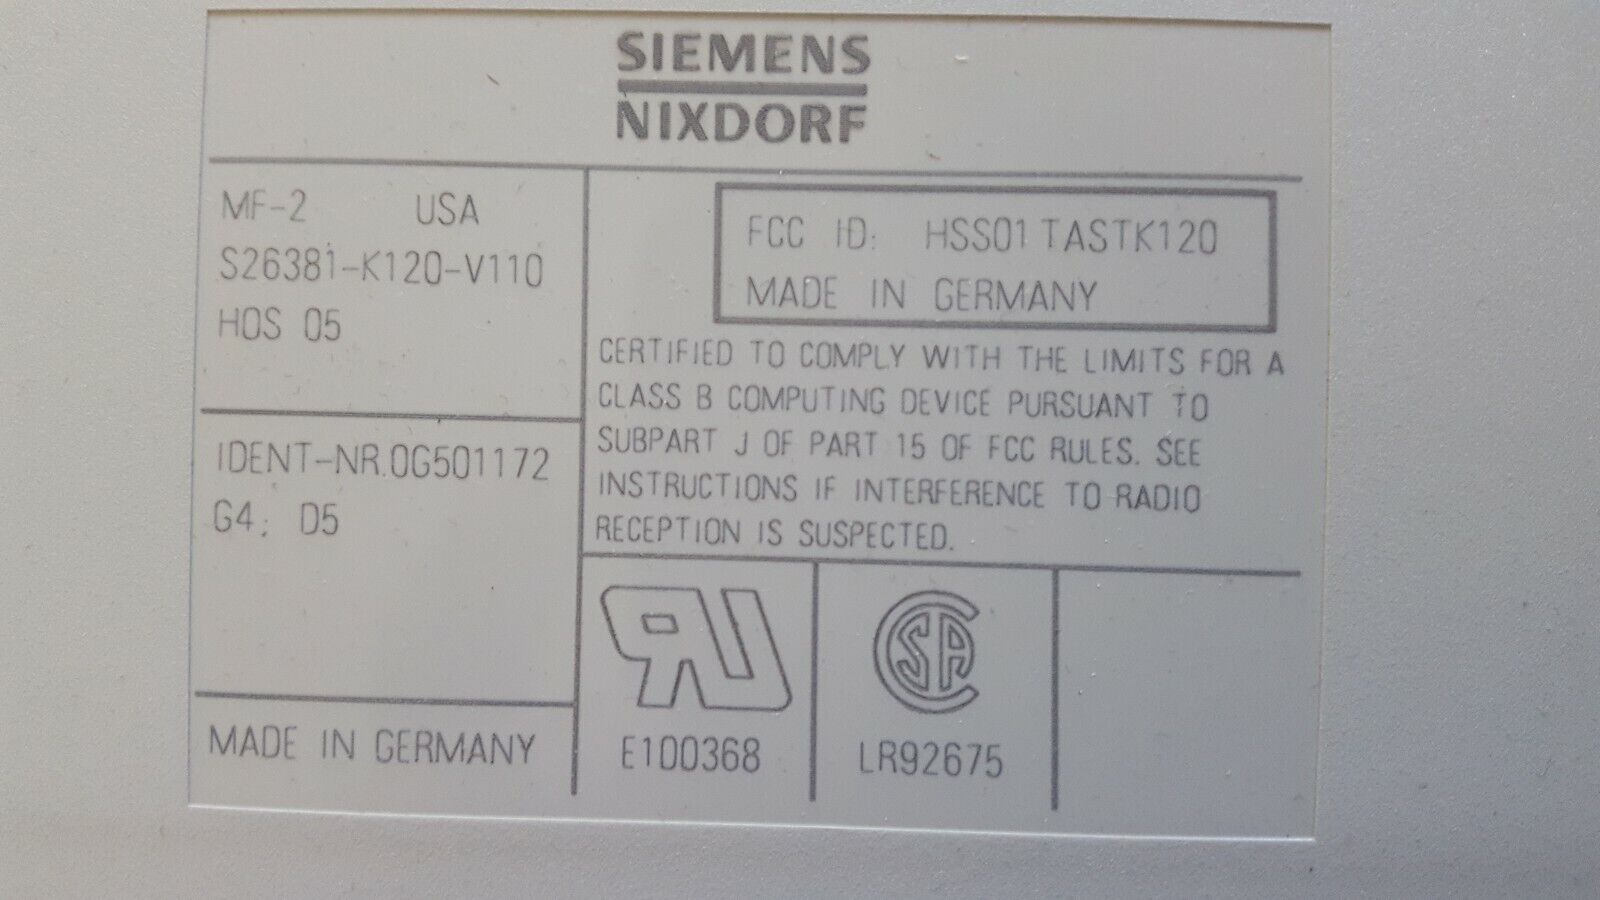 SIEMENS
NIXDORF
MF-2 USA
S26381-K120-V110
HOS 05
IDENT-NR.0G501172
G4; D5
MADE IN GERMANY
FCC ID: HSS01TASTK120
MADE IN GERMANY
CERTIFIED TO COMPLY WITH THE LIMITS FOR A
CLASS B COMPUTING DEVICE PURSUANT TO
SUBPART J OF PART 15 OF FCC RULES. SEE
INSTRUCTIONS IF INTERFERENCE TO RADIO
RECEPTION IS SUSPECTED.
RU
E100368
CSA
LR92675